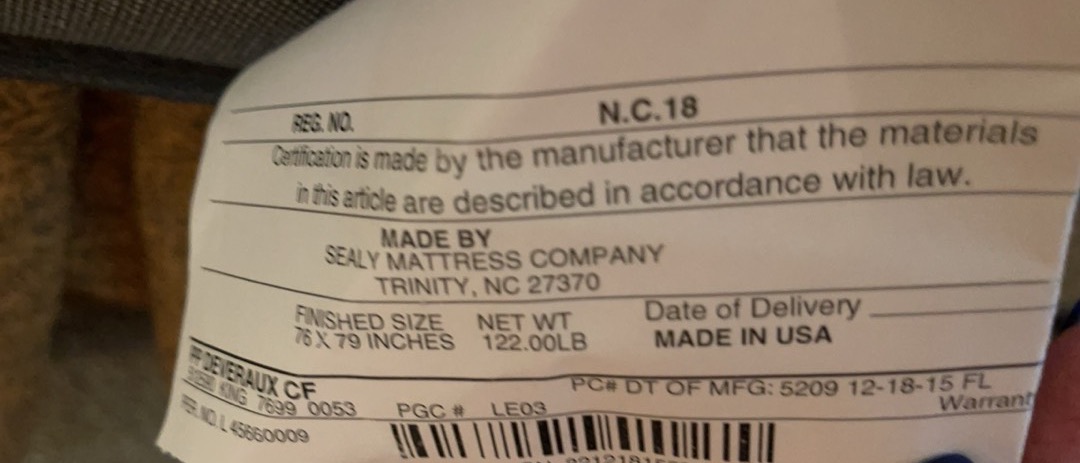 REG. NO. N.C.18
Certification is made by the manufacturer that the materials
in this article are described in accordance with law.
MADE BY
SEALY MATTRESS COMPANY
TRINITY, NC 27370
FINISHED SIZE NET WT Date of Delivery
76 X 79 INCHES 122.00LB MADE IN USA
DEVERAUX CF PC# DT OF MFG: 5209 12-18-15 FL
KING 7699 0053 PGC # LE03 Warrant
NO. L 45660009